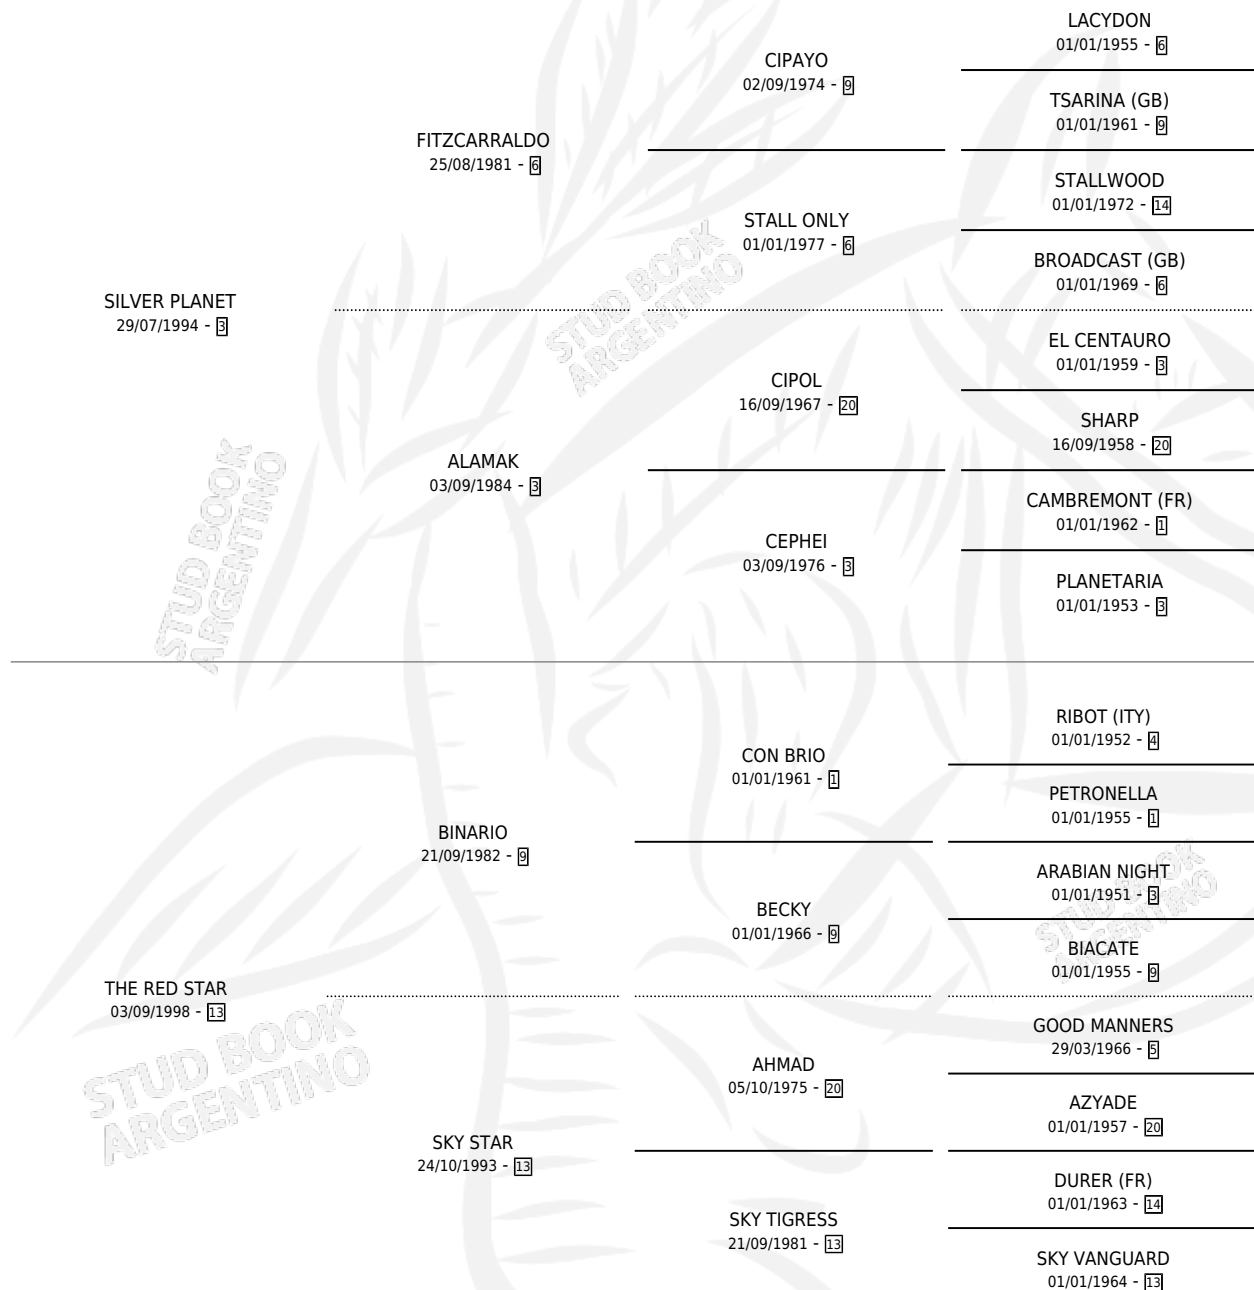 LACYDON
01/01/1955 - 6
CIPAYO
02/09/1974 - 9
TSARINA (GB)
01/01/1961 - 9
FITZCARRALDO
25/08/1981 - 6
STALLWOOD
01/01/1972 - 14
STALL ONLY
01/01/1977 - 6
BROADCAST (GB)
01/01/1969 - 6
SILVER PLANET
29/07/1994 - 3
STUD BOOK
ARGENTINO
EL CENTAURO
01/01/1959 - 3
CIPOL
16/09/1967 - 20
SHARP
16/09/1958 - 20
ALAMAK
03/09/1984 - 3
CAMBREMONT (FR)
01/01/1962 - 1
CEPHEI
03/09/1976 - 3
PLANETARIA
01/01/1953 - 3
STUD BOOK
ARGENTINO
RIBOT (ITY)
01/01/1952 - 4
CON BRIO
01/01/1961 - 1
PETRONELLA
01/01/1955 - 1
BINARIO
21/09/1982 - 9
ARABIAN NIGHT
01/01/1951 - 3
BECKY
01/01/1966 - 9
BIACATE
01/01/1955 - 9
STUD BOOK
ARGENTINO
THE RED STAR
03/09/1998 - 13
GOOD MANNERS
29/03/1966 - 5
AHMAD
05/10/1975 - 20
AZYADE
01/01/1957 - 20
STUD BOOK
ARGENTINO
SKY STAR
24/10/1993 - 13
DURER (FR)
01/01/1963 - 14
SKY TIGRESS
21/09/1981 - 13
SKY VANGUARD
01/01/1964 - 13